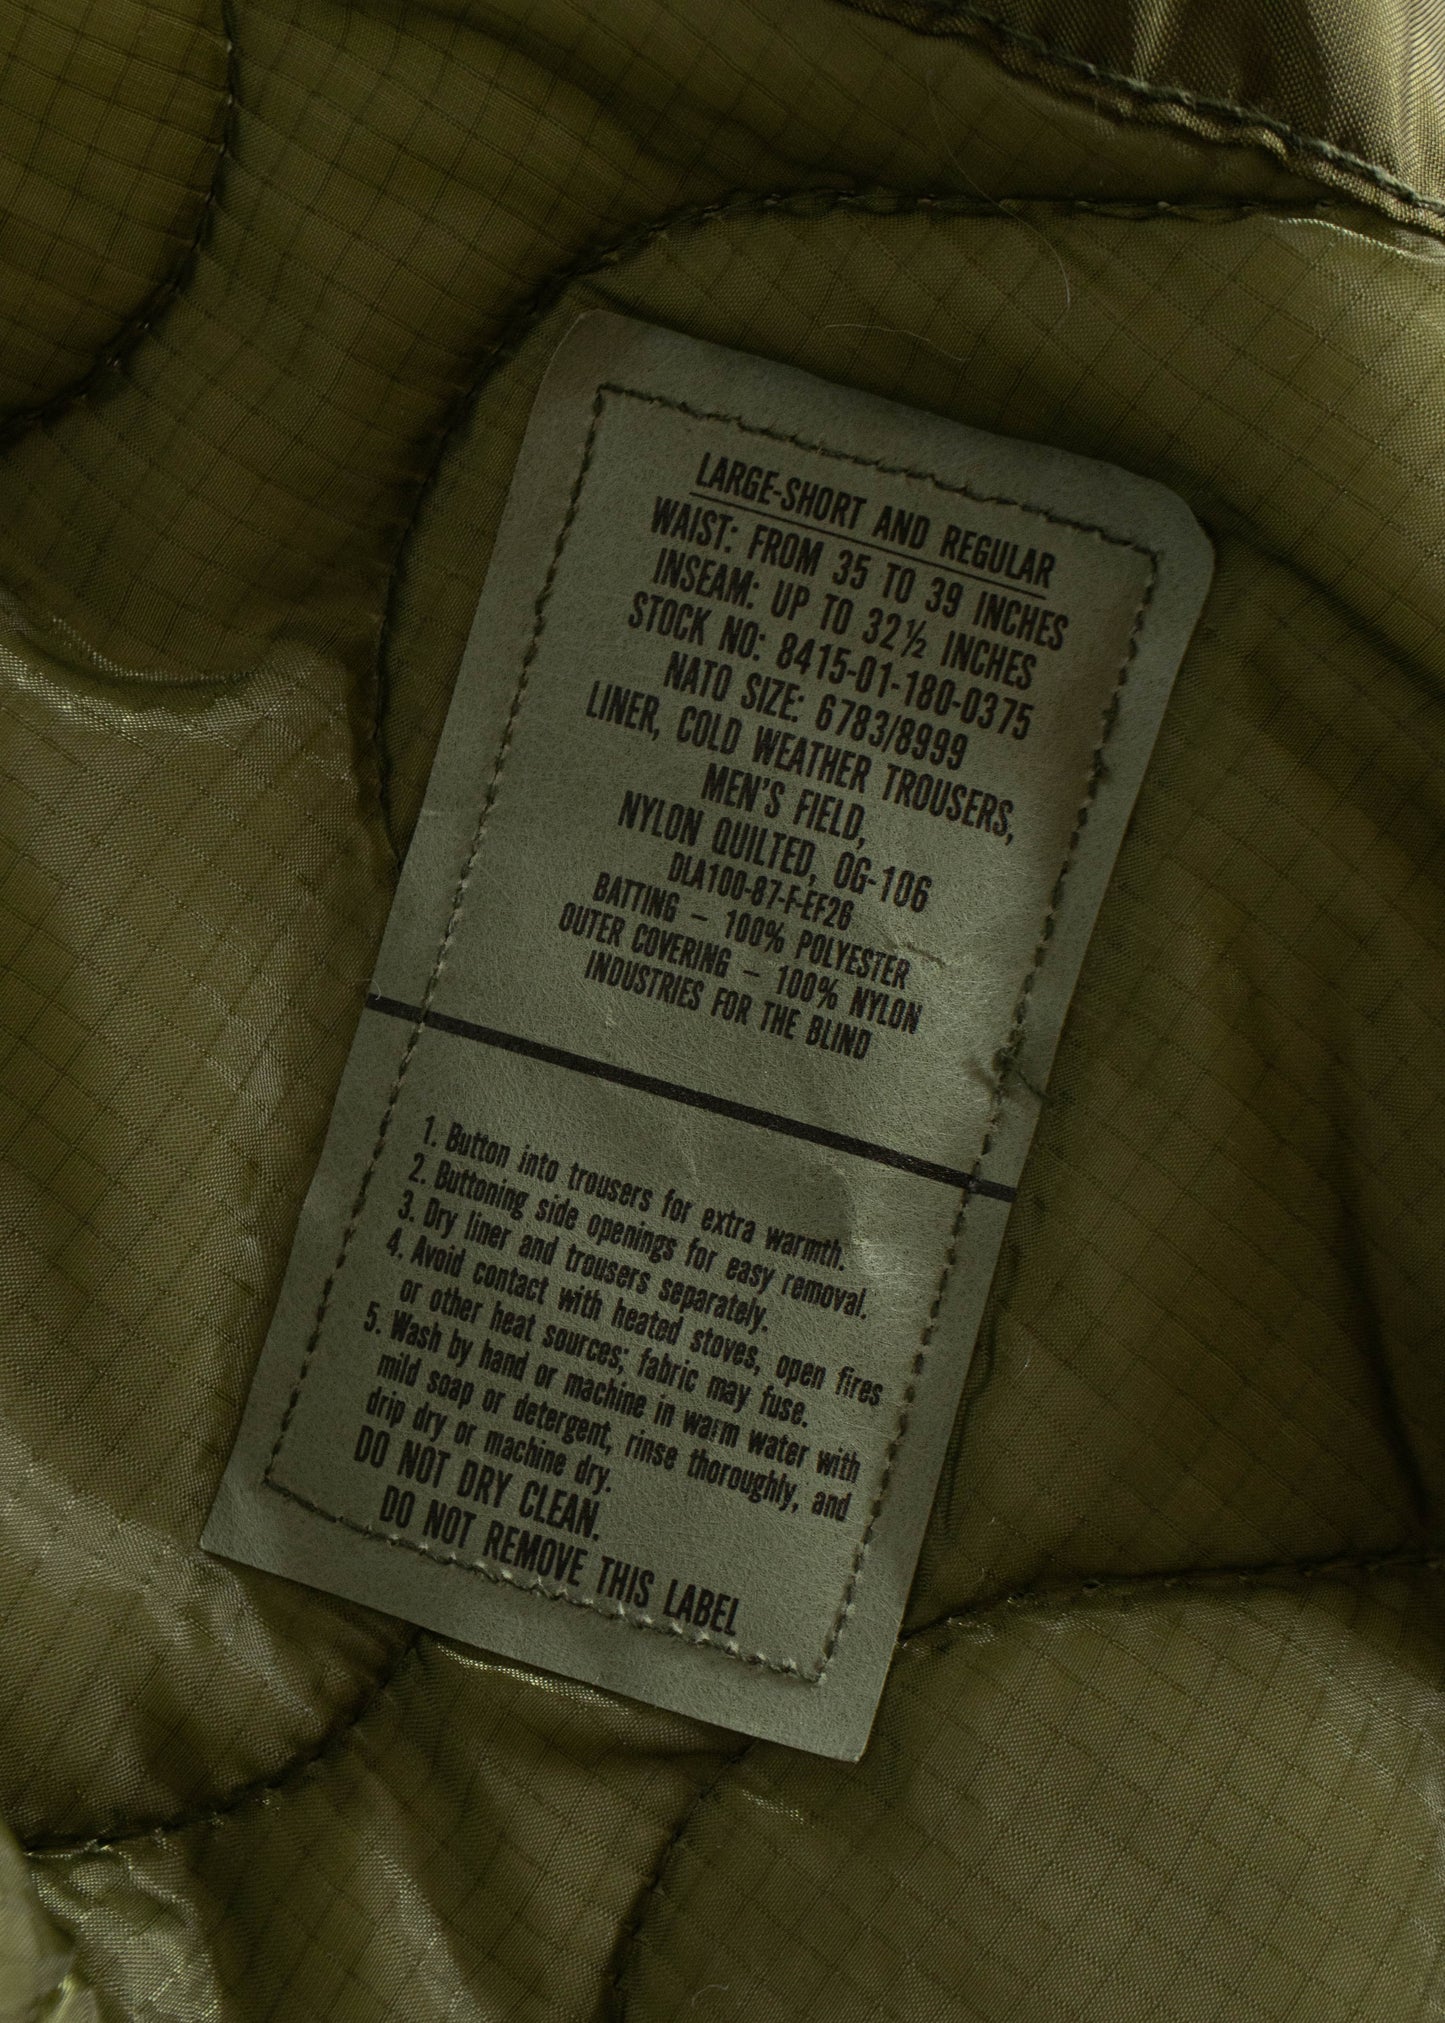 LARGE-SHORT AND REGULAR
WAIST: FROM 35 TO 39 INCHES
INSEAM: UP TO 32½ INCHES
STOCK NO: 8415-01-180-0375
NATO SIZE: 6783/8999
LINER, COLD WEATHER TROUSERS,
MEN'S FIELD,
NYLON QUILTED, OG-106
DLA100-87-F-EF26
BATTING – 100% POLYESTER
OUTER COVERING – 100% NYLON
INDUSTRIES FOR THE BLIND
1. Button into trousers for extra warmth.
2. Buttoning side openings for easy removal.
3. Dry liner and trousers separately.
4. Avoid contact with heated stoves, open fires
or other heat sources; fabric may fuse.
5. Wash by hand or machine in warm water with
mild soap or detergent, rinse thoroughly, and
drip dry or machine dry.
DO NOT DRY CLEAN.
DO NOT REMOVE THIS LABEL